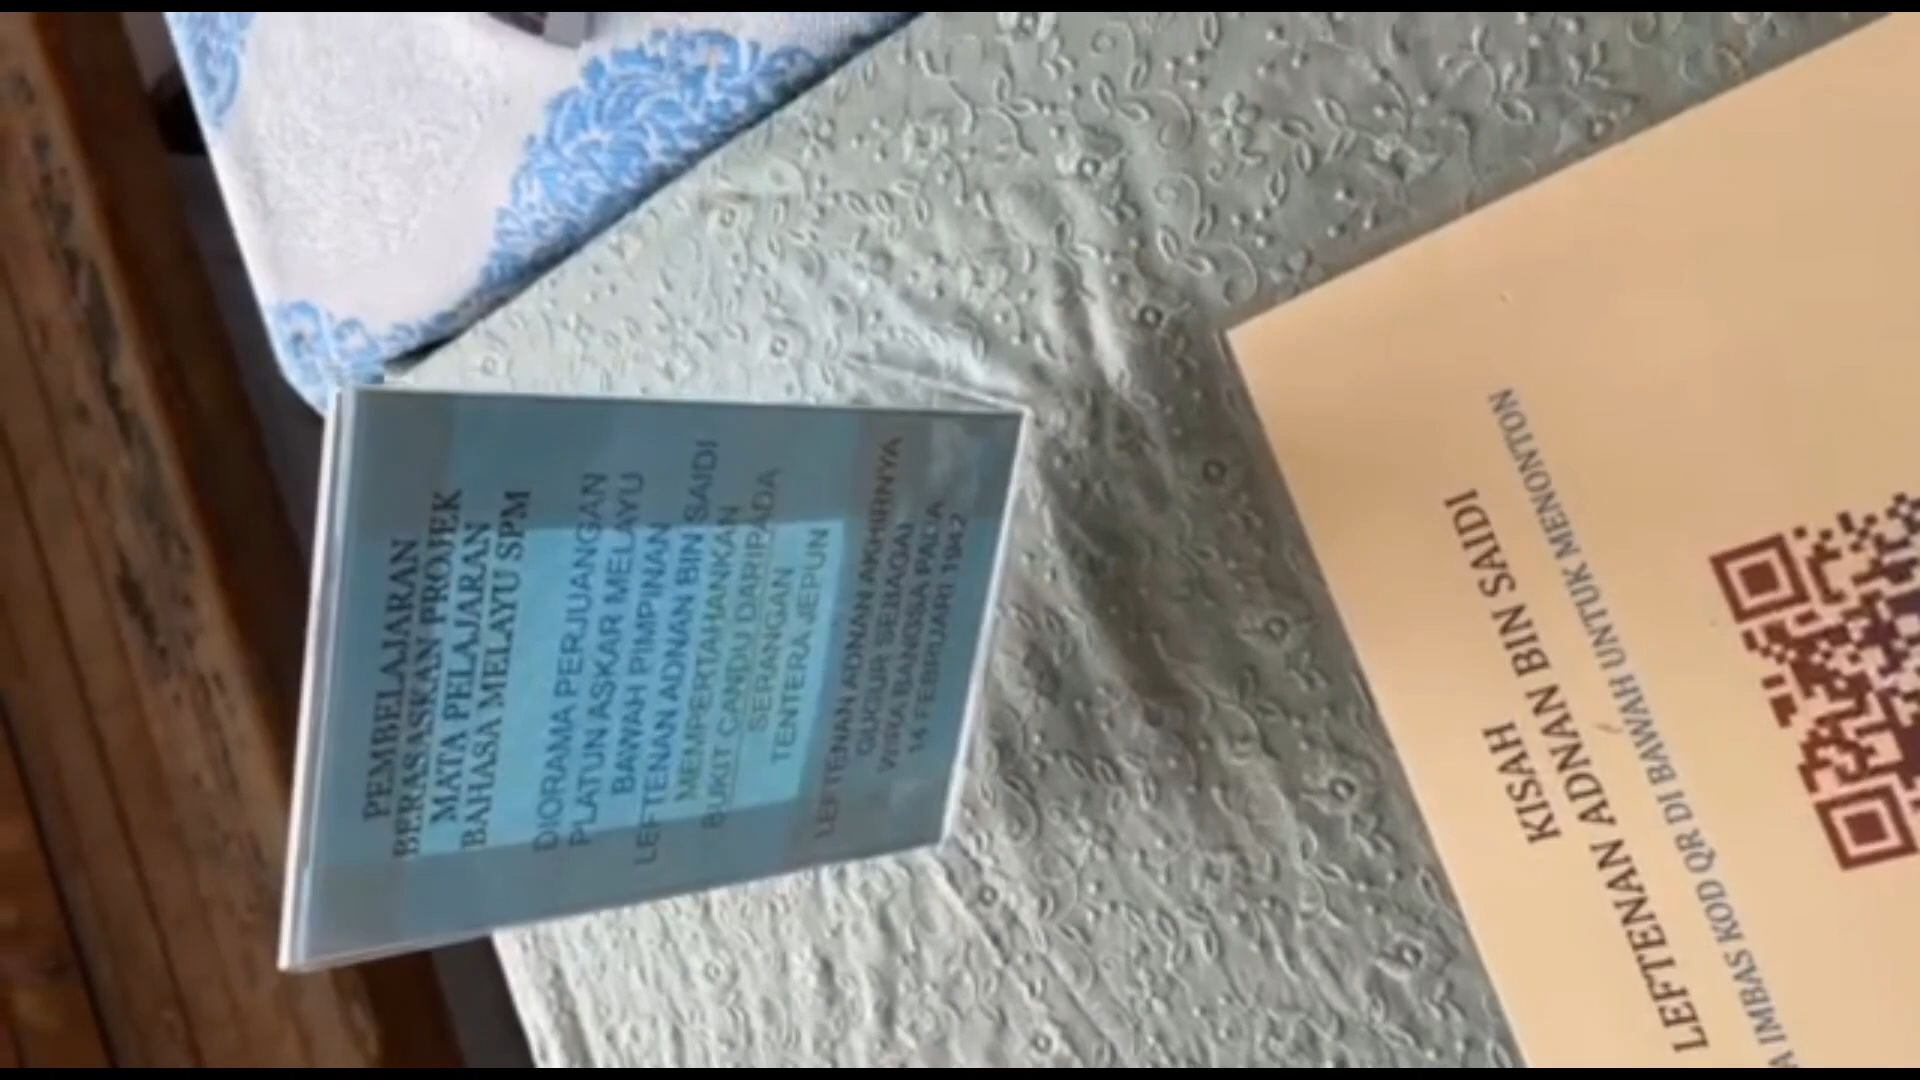 PEMBELAJARAN
BERASASKAN PROJEK
MATA PELAJARAN
BAHASA MELAYU SPM
DIORAMA PERJUANGAN
PLATUN ASKAR MELAYU
BAWAH PIMPINAN
LEFTENAN ADNAN BIN SAIDI
MEMPERTAHANKAN
BUKIT CANDU DARIPADA
SERANGAN
TENTERA JEPUN
LEFTENAN ADNAN AKHIRNYA
GUGUR SEBAGAI
WIRA BANGSA PADA
14 FEBRUARI 1942
KISAH
LEFTENAN ADNAN BIN SAIDI
IMBAS KOD QR DI BAWAH UNTUK MENONTON